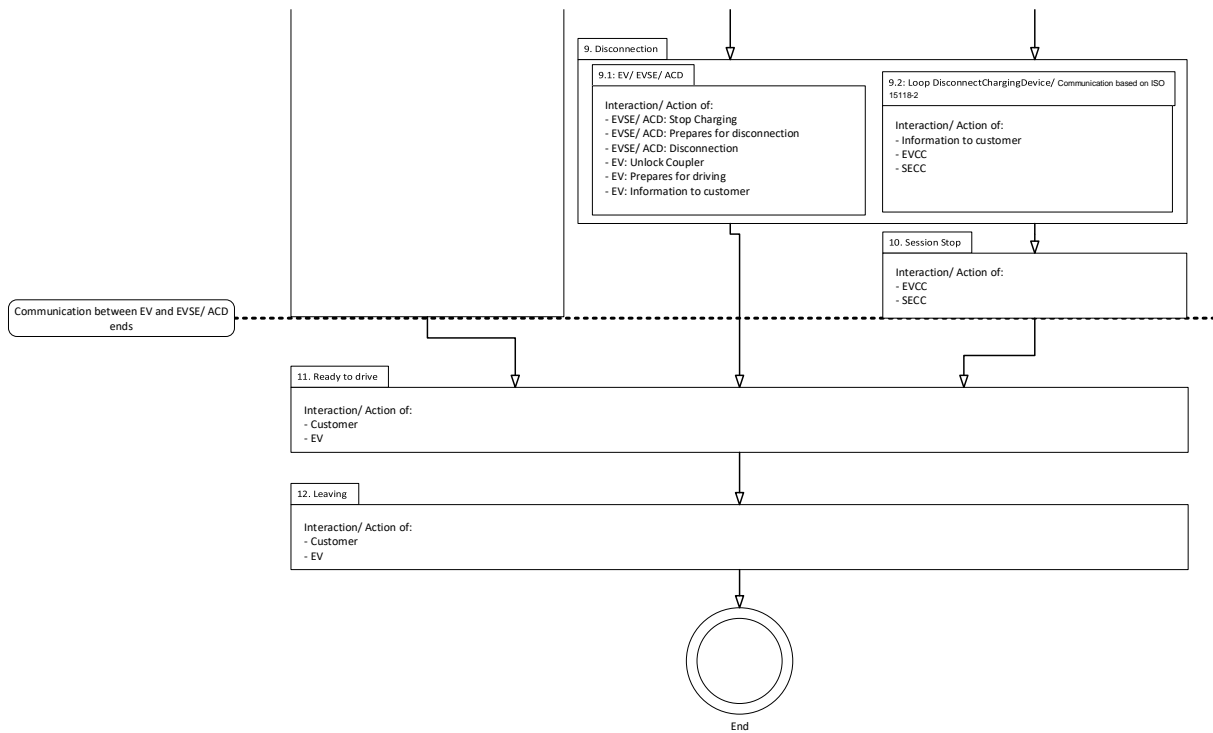 9. Disconnection
9.1: EV/ EVSE/ ACD
Interaction/ Action of:
- EVSE/ ACD: Stop Charging
- EVSE/ ACD: Prepares for disconnection
- EVSE/ ACD: Disconnection
- EV: Unlock Coupler
- EV: Prepares for driving
- EV: Information to customer
9.2: Loop DisconnectChargingDevice/ Communication based on ISO
15118-2
Interaction/ Action of:
- Information to customer
- EVCC
- SECC
10. Session Stop
Interaction/ Action of:
- EVCC
- SECC
Communication between EV and EVSE/ ACD
ends
11. Ready to drive
Interaction/ Action of:
- Customer
- EV
12. Leaving
Interaction/ Action of:
- Customer
- EV
End